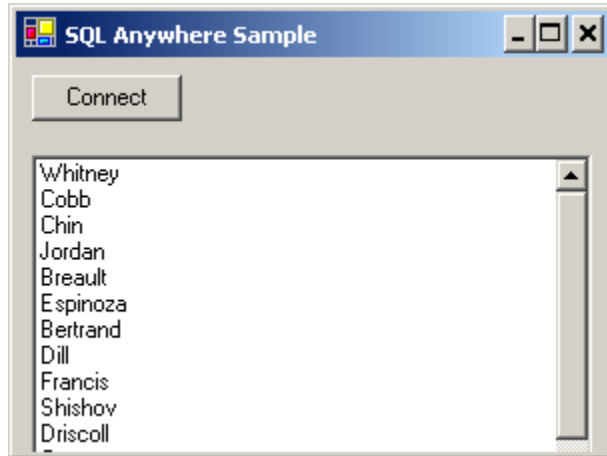 SQL Anywhere Sample
Connect
Whitney
Cobb
Chin
Jordan
Breault
Espinoza
Bertrand
Dill
Francis
Shishov
Driscoll